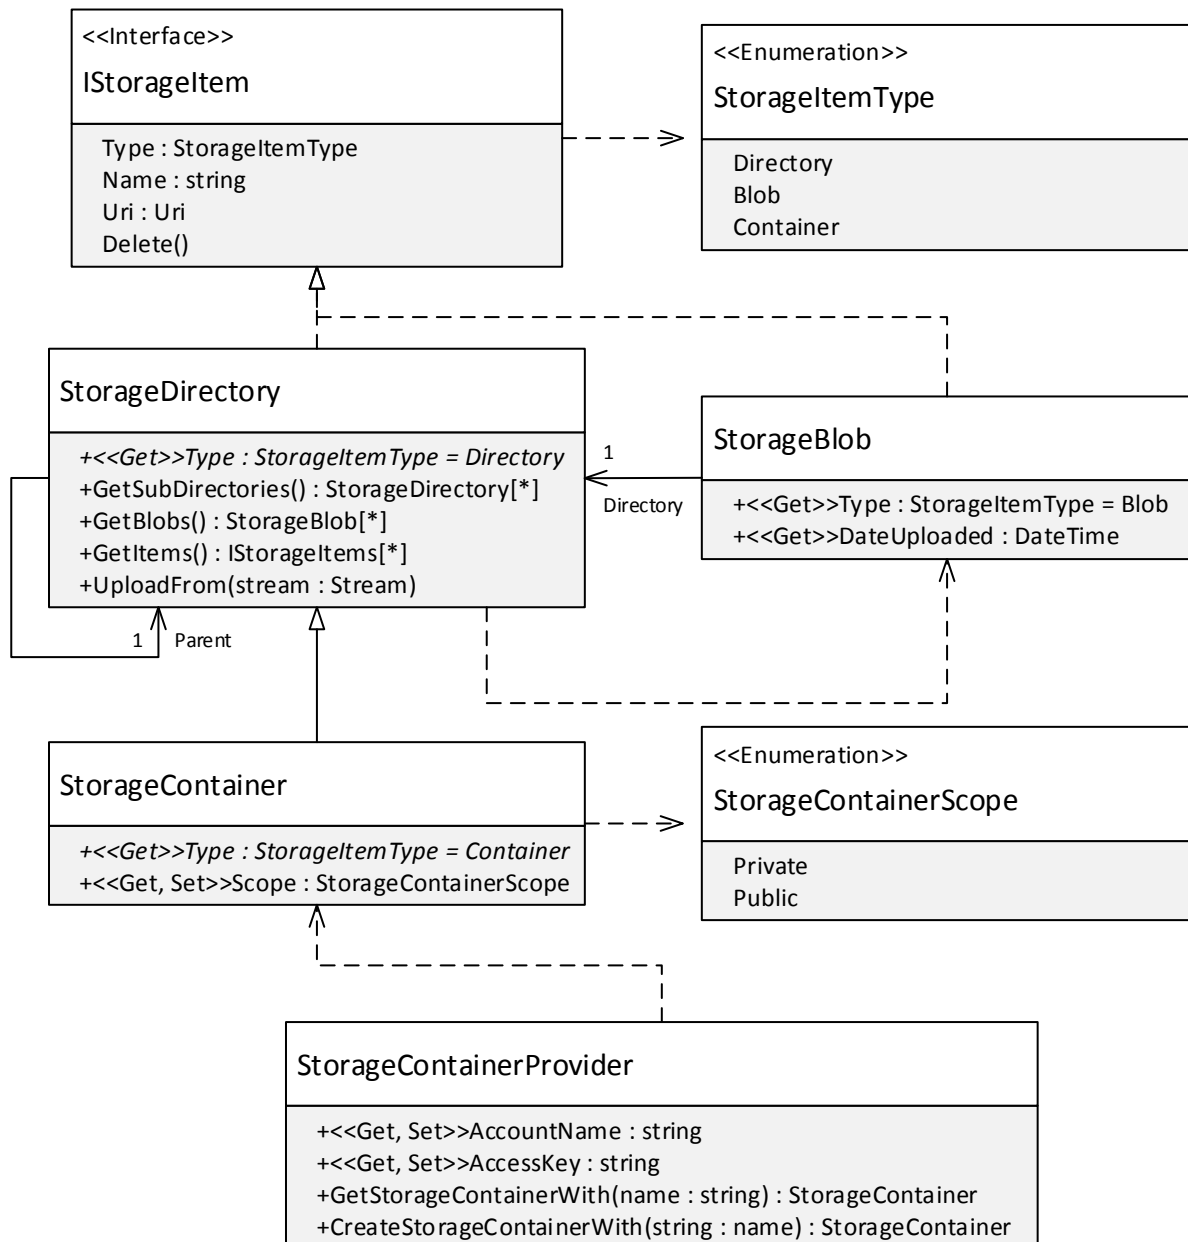 <<Interface>>
IStorageItem
Type : StorageItemType
Name : string
Uri : Uri
Delete()
<<Enumeration>>
StorageItemType
Directory
Blob
Container
StorageDirectory
+<<Get>>Type : StorageItemType = Directory
+GetSubDirectories() : StorageDirectory[*]
+GetBlobs() : StorageBlob[*]
+GetItems() : IStorageItems[*]
+UploadFrom(stream : Stream)
1
Directory
StorageBlob
+<<Get>>Type : StorageItemType = Blob
+<<Get>>DateUploaded : DateTime
1 Parent
StorageContainer
+<<Get>>Type : StorageItemType = Container
+<<Get, Set>>Scope : StorageContainerScope
<<Enumeration>>
StorageContainerScope
Private
Public
StorageContainerProvider
+<<Get, Set>>AccountName : string
+<<Get, Set>>AccessKey : string
+GetStorageContainerWith(name : string) : StorageContainer
+CreateStorageContainerWith(string : name) : StorageContainer